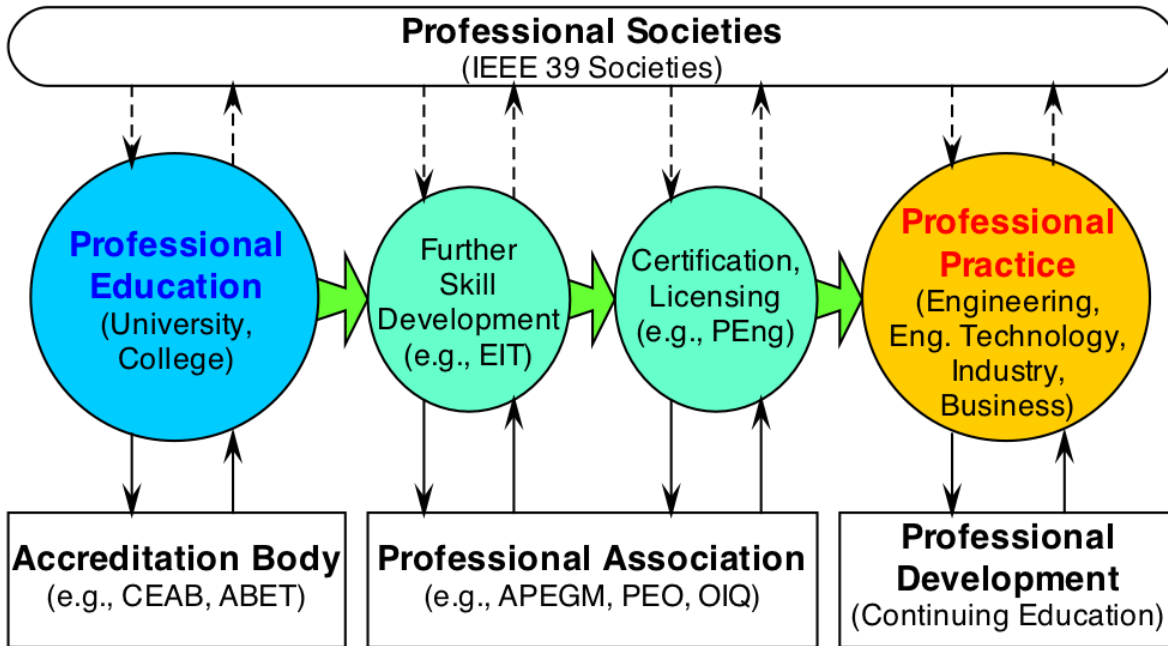 Professional Societies
(IEEE 39 Societies)
Professional
Education
(University,
College)
Further
Skill
Development
(e.g., EIT)
Certification,
Licensing
(e.g., PEng)
Professional
Practice
(Engineering,
Eng. Technology,
Industry,
Business)
Accreditation Body
(e.g., CEAB, ABET)
Professional Association
(e.g., APEGM, PEO, OIQ)
Professional
Development
(Continuing Education)